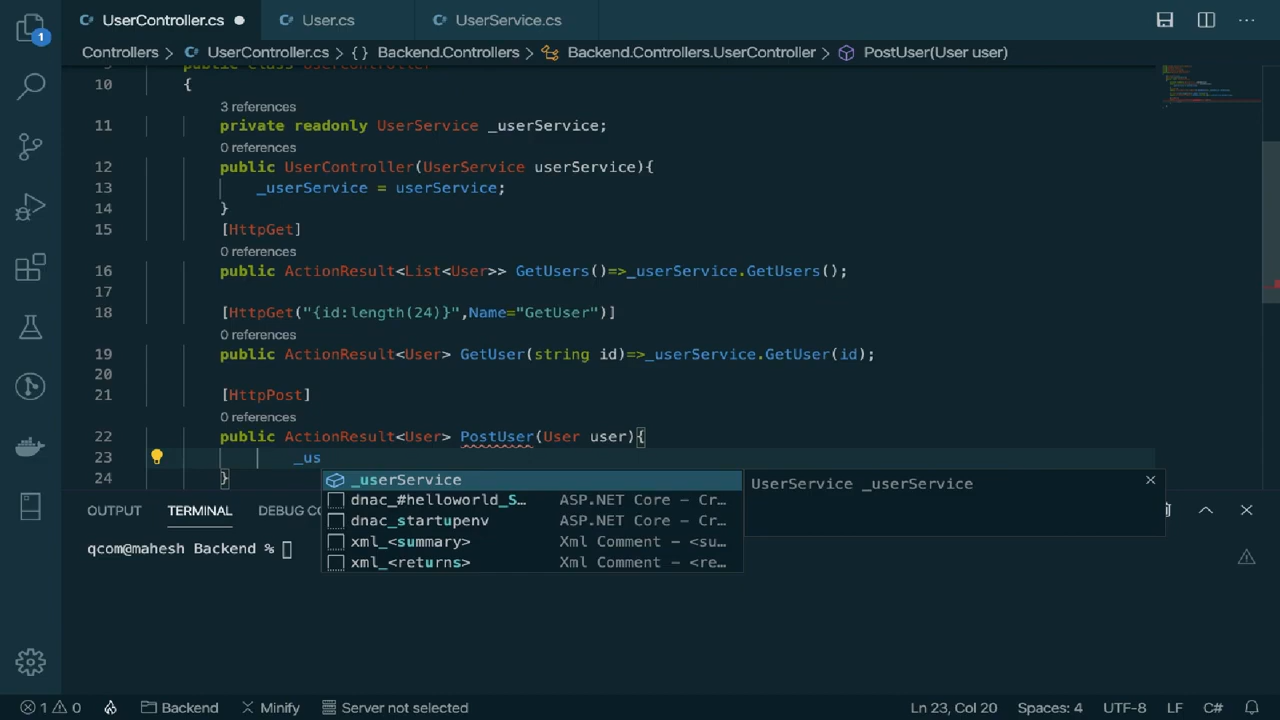 UserController.cs
User.cs
UserService.cs
1
Controllers > UserController.cs > { } Backend.Controllers > Backend.Controllers.UserController / PostUser(User user)
10 {
3 references
11 private readonly UserService _userService;
0 references
12 public UserController(UserService userService){
13 _userService = userService;
14 }
15 [HttpGet]
0 references
16 public ActionResult<List<User>> GetUsers()=>_userService.GetUsers();
17
18 [HttpGet("{id:length(24)}",Name="GetUser")]
0 references
19 public ActionResult<User> GetUser(string id)=>_userService.GetUser(id);
20
21 [HttpPost]
0 references
22 public ActionResult<User> PostUser(User user){
23 _us
24 }
_userService
UserService _userService
dnac_#helloworld_S… ASP.NET Core – Cr…
dnac_startupenv ASP.NET Core – Cr…
xml_<summary> Xml Comment – <su…
xml_<returns> Xml Comment – <re…
OUTPUT TERMINAL DEBUG CO
qcom@mahesh Backend %
1 0 Backend Minify Server not selected Ln 23, Col 20 Spaces: 4 UTF-8 LF C#